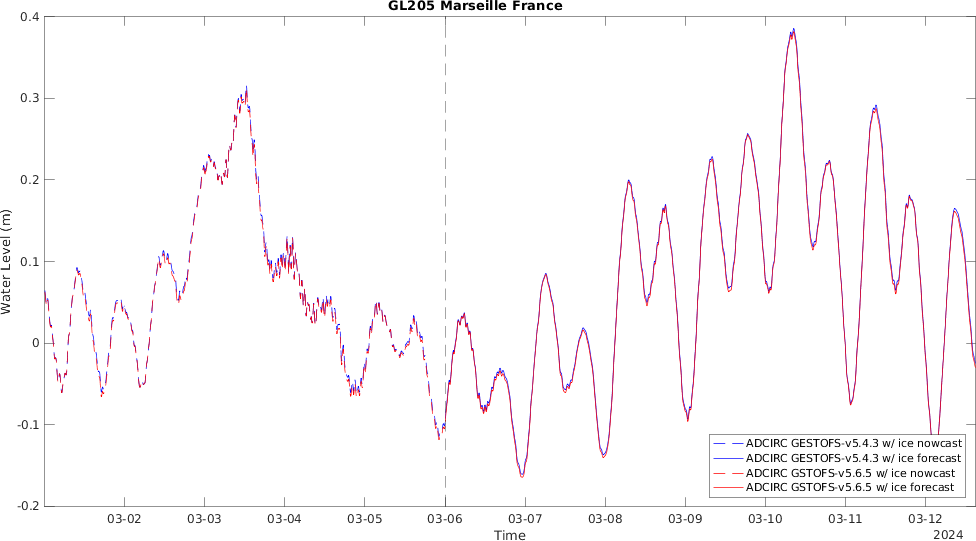 GL205 Marseille France
Water Level (m)
0.4
0.3
0.2
0.1
0
-0.1
-0.2
03-02 03-03 03-04 03-05 03-06 03-07 03-08 03-09 03-10 03-11 03-12
Time
2024
ADCIRC GESTOFS-v5.4.3 w/ ice nowcast
ADCIRC GESTOFS-v5.4.3 w/ ice forecast
ADCIRC GSTOFS-v5.6.5 w/ ice nowcast
ADCIRC GSTOFS-v5.6.5 w/ ice forecast